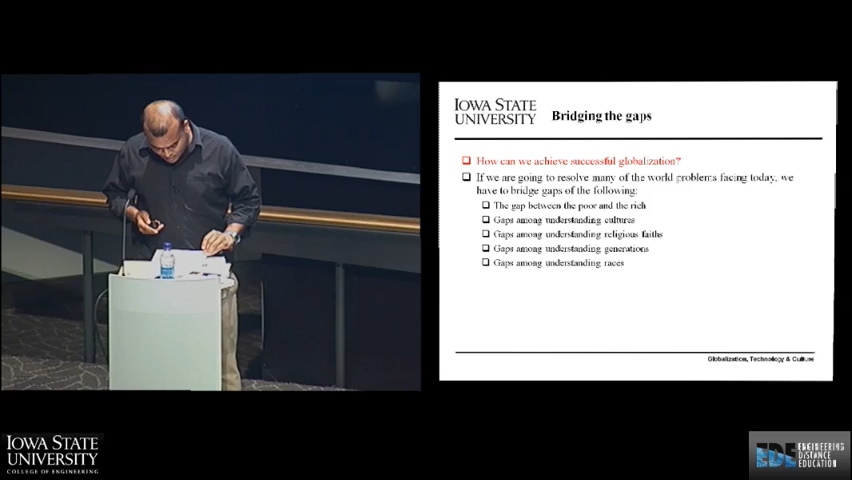 IOWA STATE
UNIVERSITY
Bridging the gaps
How can we achieve successful globalization?
If we are going to resolve many of the world problems facing today, we
have to bridge gaps of the following:
The gap between the poor and the rich
Gaps among understanding cultures
Gaps among understanding religious faiths
Gaps among understanding generations
Gaps among understanding races
Globalization, Technology & Culture
IOWA STATE
UNIVERSITY
COLLEGE OF ENGINEERING
EDE
ENGINEERING
DISTANCE
EDUCATION